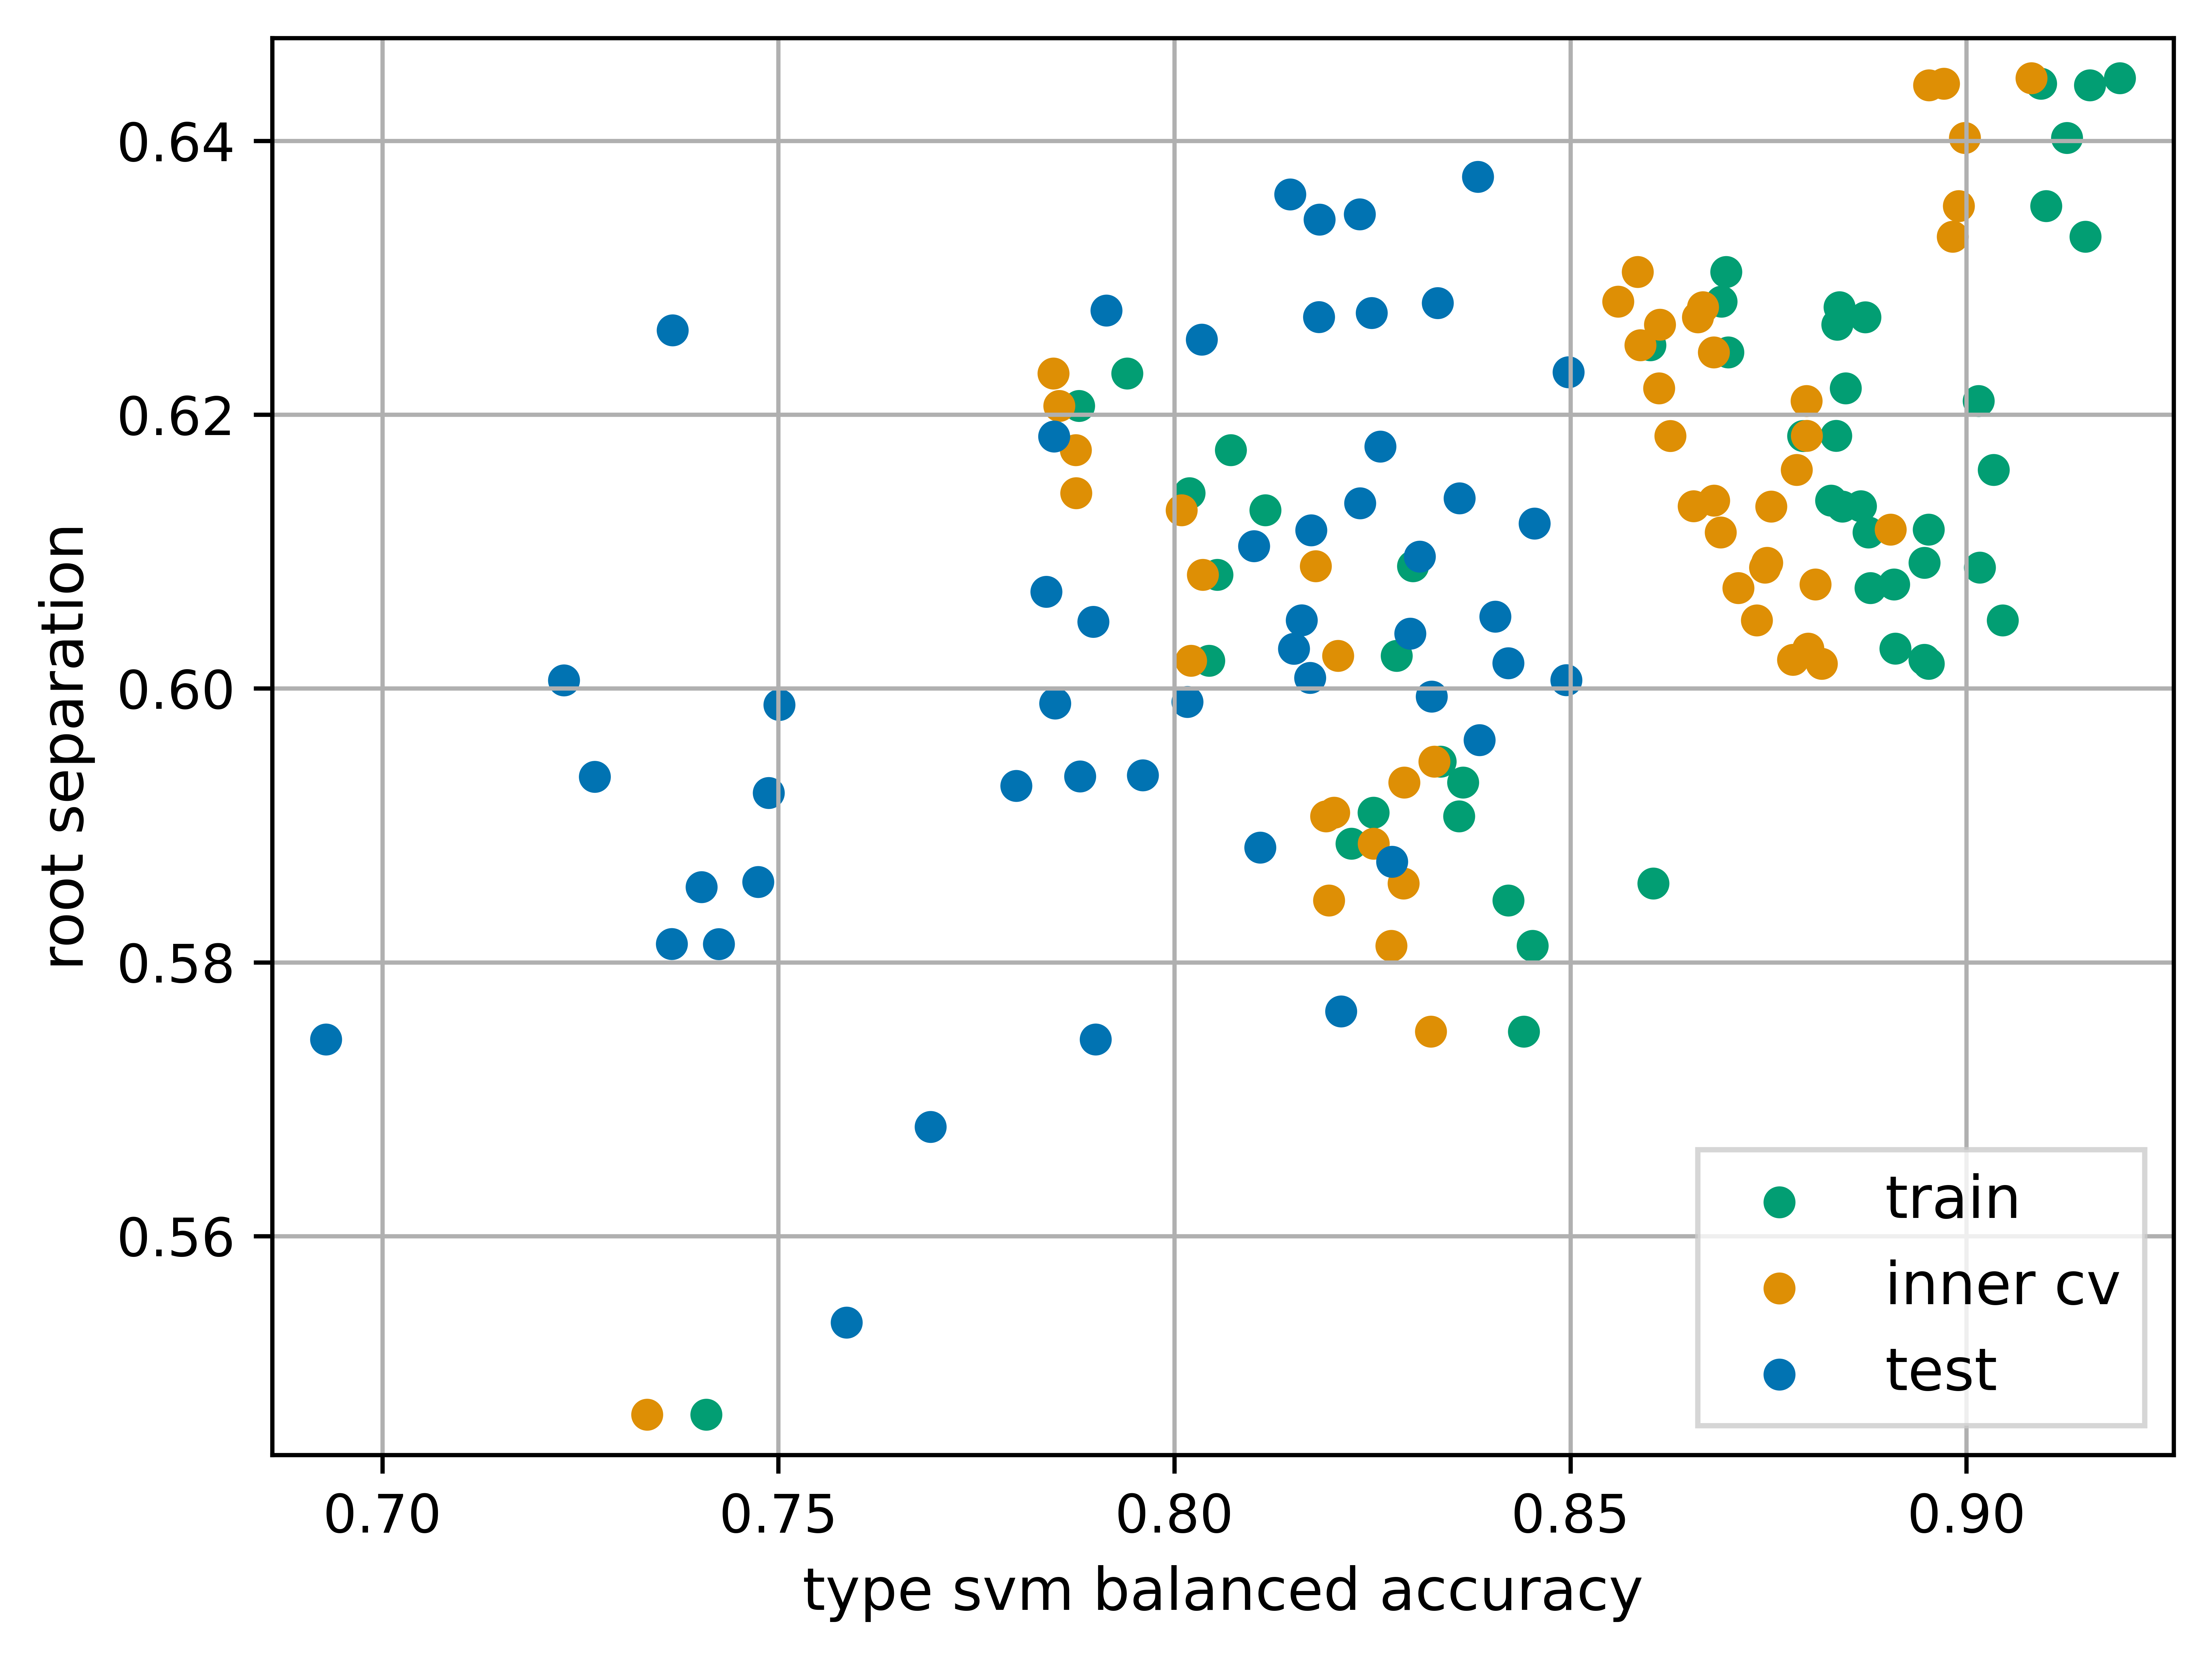 0.64
0.62
0.60
0.58
0.56
root separation
train
inner cv
test
0.70 0.75 0.80 0.85 0.90
type svm balanced accuracy